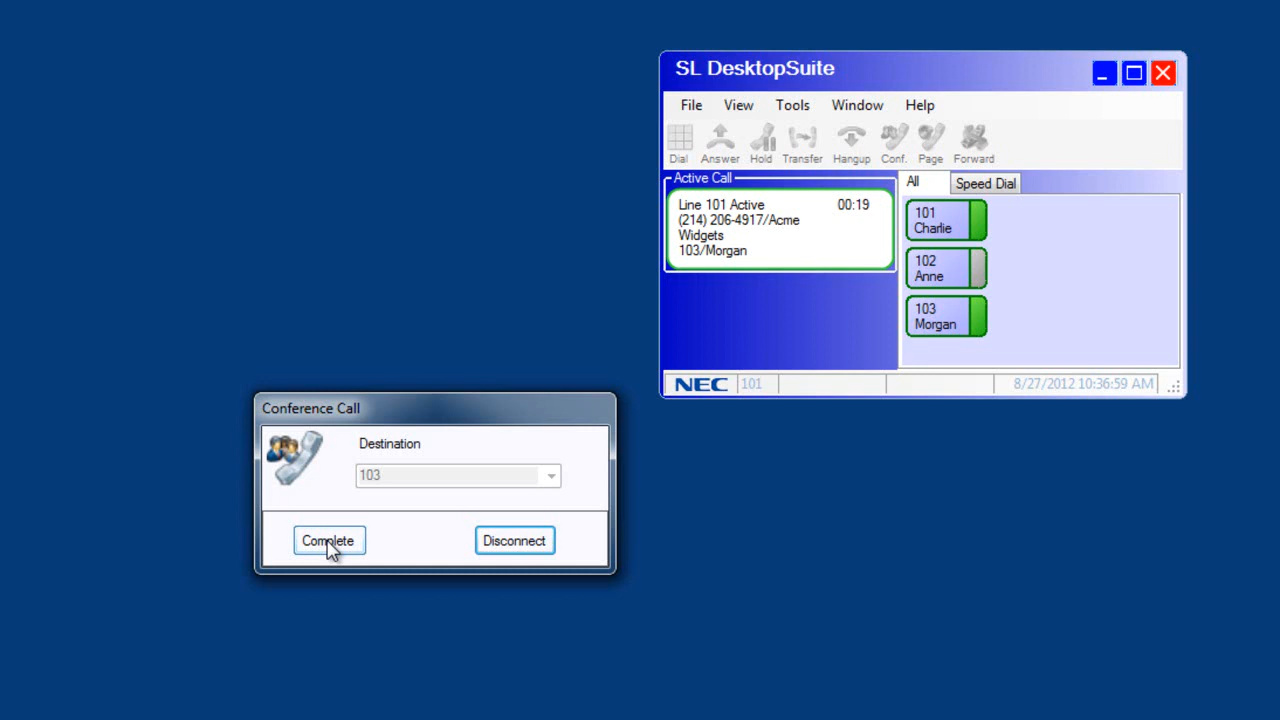 SL DesktopSuite
File View Tools Window Help
Dial Answer Hold Transfer Hangup Conf. Page Forward
Active Call
Line 101 Active 00:19
(214) 206-4917/Acme
Widgets
103/Morgan
All Speed Dial
101
Charlie
102
Anne
103
Morgan
NEC 101 8/27/2012 10:36:59 AM
Conference Call
Destination
103
Complete Disconnect